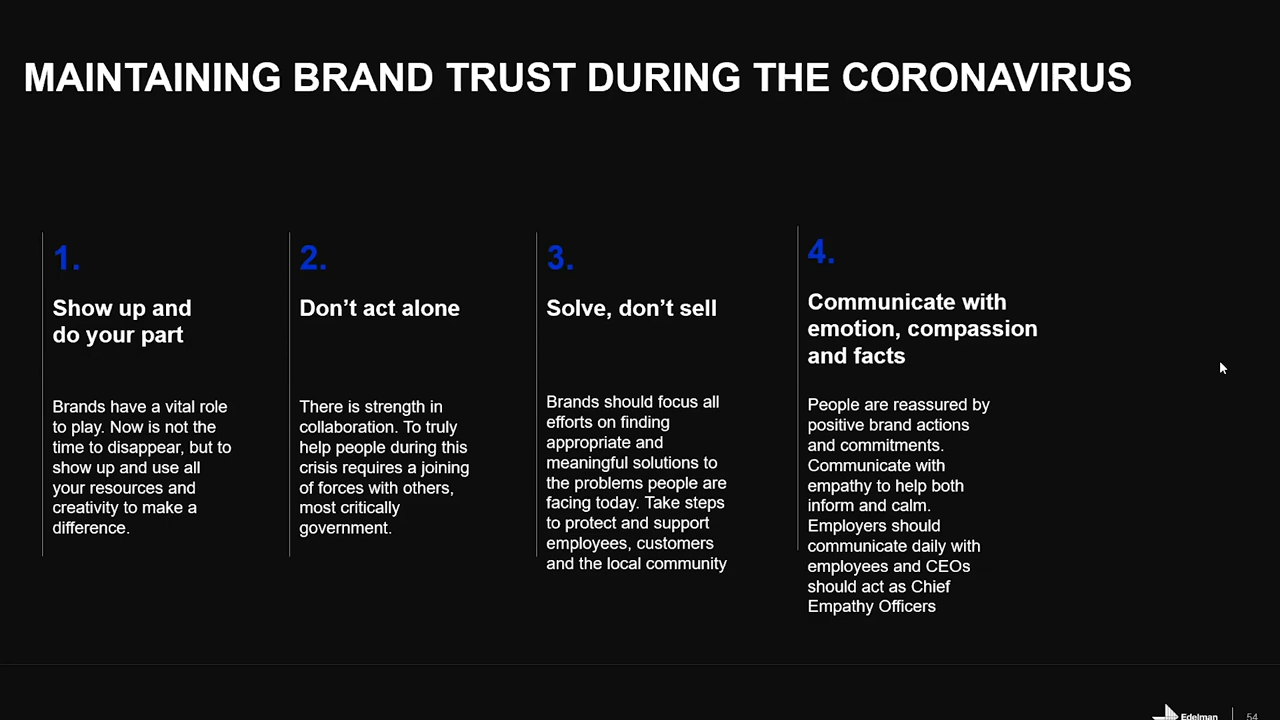 MAINTAINING BRAND TRUST DURING THE CORONAVIRUS
1.
Show up and
do your part
Brands have a vital role
to play. Now is not the
time to disappear, but to
show up and use all
your resources and
creativity to make a
difference.
2.
Don’t act alone
There is strength in
collaboration. To truly
help people during this
crisis requires a joining
of forces with others,
most critically
government.
3.
Solve, don’t sell
Brands should focus all
efforts on finding
appropriate and
meaningful solutions to
the problems people are
facing today. Take steps
to protect and support
employees, customers
and the local community
4.
Communicate with
emotion, compassion
and facts
People are reassured by
positive brand actions
and commitments.
Communicate with
empathy to help both
inform and calm.
Employers should
communicate daily with
employees and CEOs
should act as Chief
Empathy Officers
Edelman
54